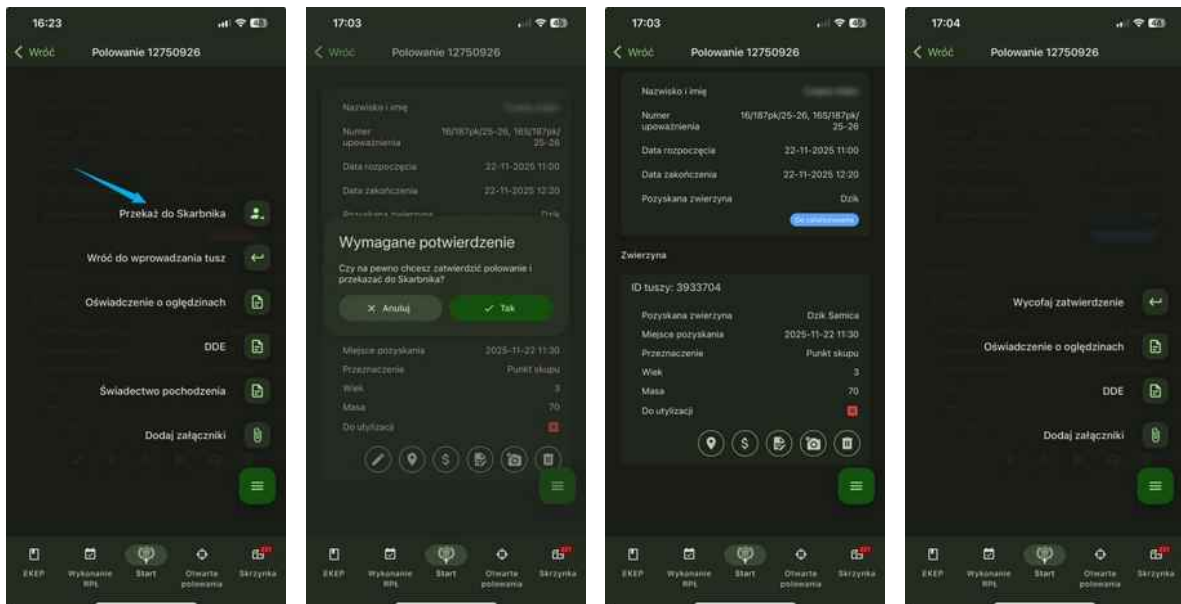 16:23
Wróć Polowanie 12750926
Przekaż do Skarbnika
Wróć do wprowadzania tusz
Oświadczenie o oględzinach
DDE
Świadectwo pochodzenia
Dodaj załączniki
EKEP Wykonanie RPŁ Start Otwarte polowania Skrzynka
17:03
Wróć Polowanie 12750926
Nazwisko i imię
Numer upoważnienia 16/187pk/25-26, 165/187pk/25-26
Data rozpoczęcia 22-11-2025 11:00
Data zakończenia 22-11-2025 12:20
Pozyskana zwierzyna Dzik
Wymagane potwierdzenie
Czy na pewno chcesz zatwierdzić polowanie i
przekazać do Skarbnika?
Anuluj Tak
Miejsce pozyskania 2025-11-22 11:30
Przeznaczenie Punkt skupu
Wiek 3
Masa 70
Do utylizacji
EKEP Wykonanie RPŁ Start Otwarte polowania Skrzynka
17:03
Wróć Polowanie 12750926
Nazwisko i imię
Numer upoważnienia 16/187pk/25-26, 165/187pk/25-26
Data rozpoczęcia 22-11-2025 11:00
Data zakończenia 22-11-2025 12:20
Pozyskana zwierzyna Dzik
Zwierzyna
ID tuszy: 3933704
Pozyskana zwierzyna Dzik Samica
Miejsce pozyskania 2025-11-22 11:30
Przeznaczenie Punkt skupu
Wiek 3
Masa 70
Do utylizacji
EKEP Wykonanie RPŁ Start Otwarte polowania Skrzynka
17:04
Wróć Polowanie 12750926
Wycofaj zatwierdzenie
Oświadczenie o oględzinach
DDE
Dodaj załączniki
EKEP Wykonanie RPŁ Start Otwarte polowania Skrzynka